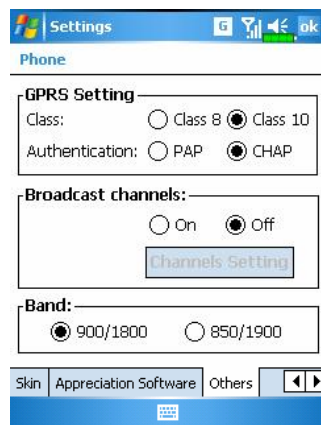 Settings G ok
Phone
GPRS Setting
Class: Class 8 Class 10
Authentication: PAP CHAP
Broadcast channels:
On Off
Channels Setting
Band:
900/1800 850/1900
Skin Appreciation Software Others